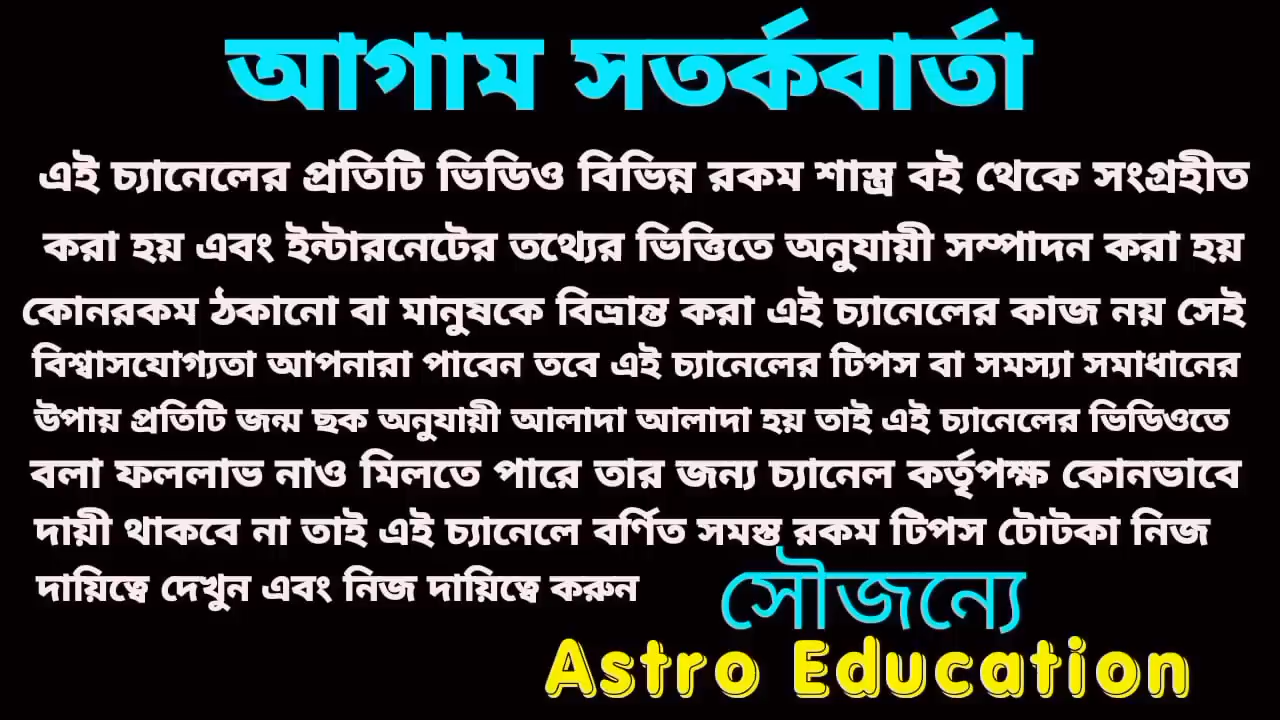 আগাম সতর্কবার্তা
এই চ্যানেলের প্রতিটি ভিডিও বিভিন্ন রকম শাস্ত্র বই থেকে সংগ্রহীত
করা হয় এবং ইন্টারনেটের তথ্যের ভিত্তিতে অনুযায়ী সম্পাদন করা হয়
কোনরকম ঠকানো বা মানুষকে বিভ্রান্ত করা এই চ্যানেলের কাজ নয় সেই
বিশ্বাসযোগ্যতা আপনারা পাবেন তবে এই চ্যানেলের টিপস বা সমস্যা সমাধানের
উপায় প্রতিটি জন্ম ছক অনুযায়ী আলাদা আলাদা হয় তাই এই চ্যানেলের ভিডিওতে
বলা ফললাভ নাও মিলতে পারে তার জন্য চ্যানেল কর্তৃপক্ষ কোনভাবে
দায়ী থাকবে না তাই এই চ্যানেলে বর্ণিত সমস্ত রকম টিপস টোটকা নিজ
দায়িত্বে দেখুন এবং নিজ দায়িত্বে করুন
সৌজন্যে
Astro Education